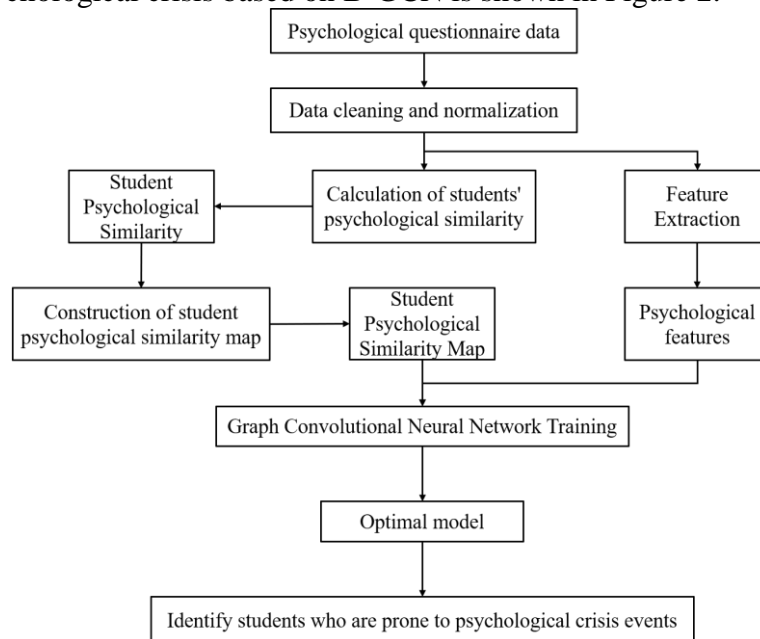 Psychological questionnaire data
Data cleaning and normalization
Student
Psychological
Similarity
Calculation of students'
psychological similarity
Feature
Extraction
Construction of student
psychological similarity map
Student
Psychological
Similarity Map
Psychological
features
Graph Convolutional Neural Network Training
Optimal model
Identify students who are prone to psychological crisis events